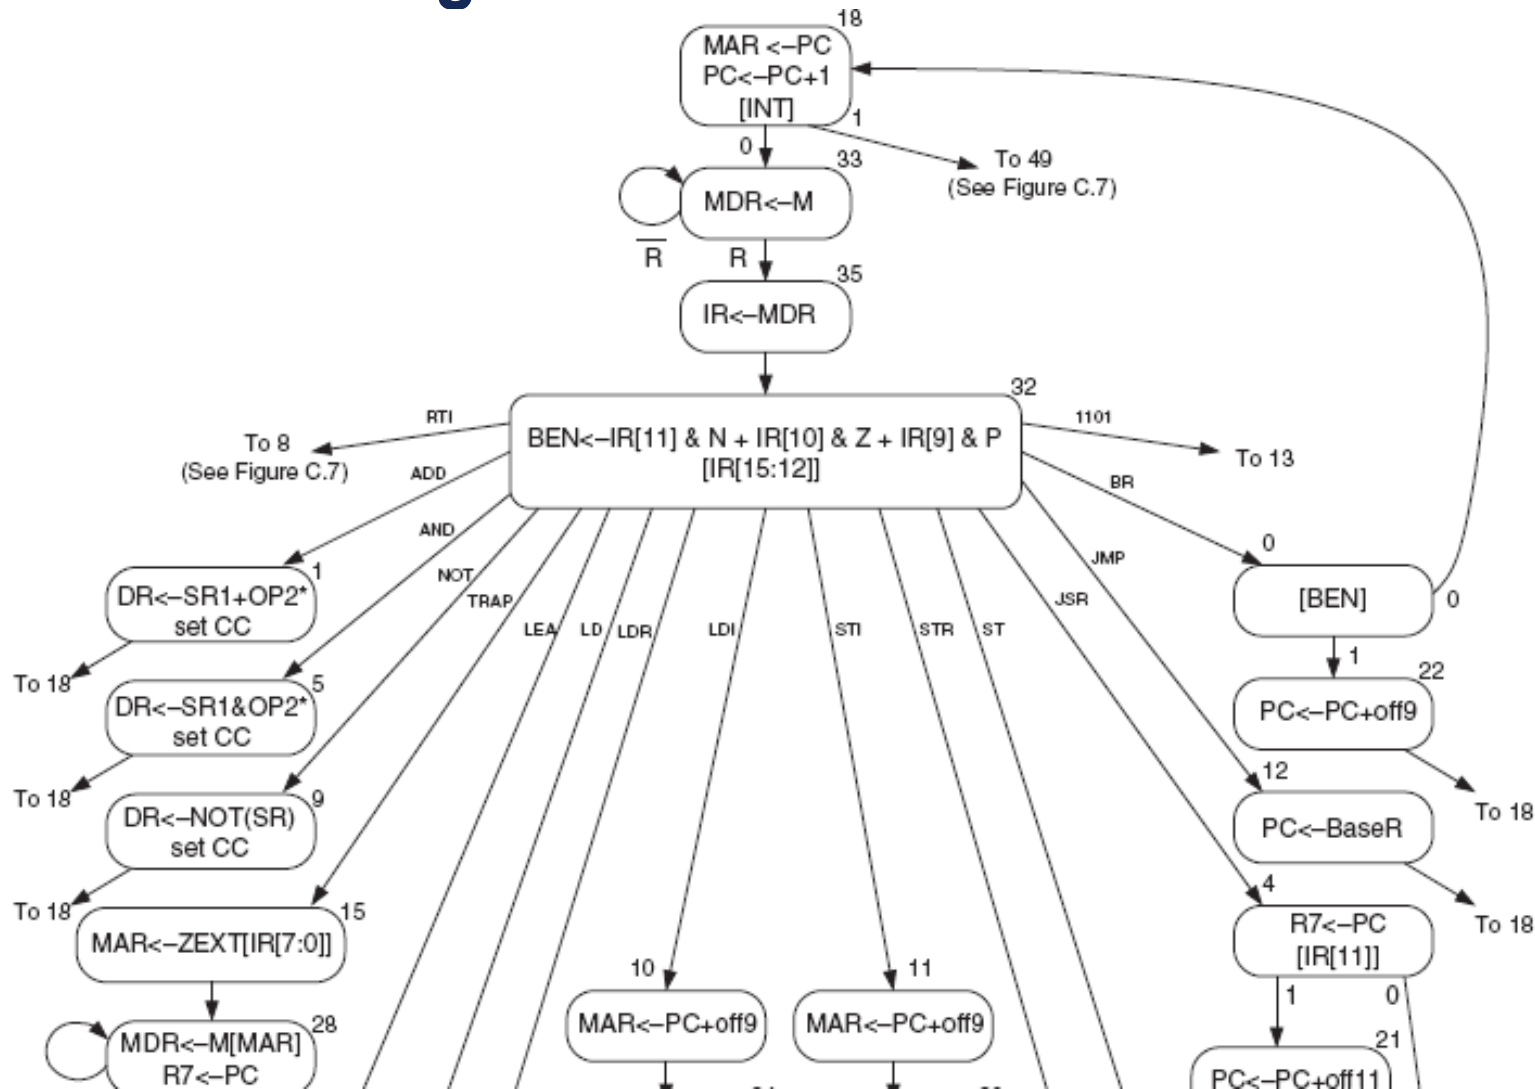 g
18
MAR <–PC
PC<–PC+1
[INT]
1
0
To 49
(See Figure C.7)
33
MDR<–M
R
R
35
IR<–MDR
32
BEN<–IR[11] & N + IR[10] & Z + IR[9] & P
[IR[15:12]]
RTI
To 8
(See Figure C.7)
1101
To 13
ADD
BR
AND
NOT
TRAP
LEA
LD
LDR
LDI
STI
STR
ST
JSR
JMP
1
DR<–SR1+OP2*
set CC
To 18
5
DR<–SR1&OP2*
set CC
To 18
9
DR<–NOT(SR)
set CC
To 18
15
MAR<–ZEXT[IR[7:0]]
28
MDR<–M[MAR]
R7<–PC
10
MAR<–PC+off9
11
MAR<–PC+off9
0
[BEN]
0
1
22
PC<–PC+off9
To 18
12
PC<–BaseR
To 18
4
R7<–PC
[IR[11]]
1
0
21
PC<–PC+off11